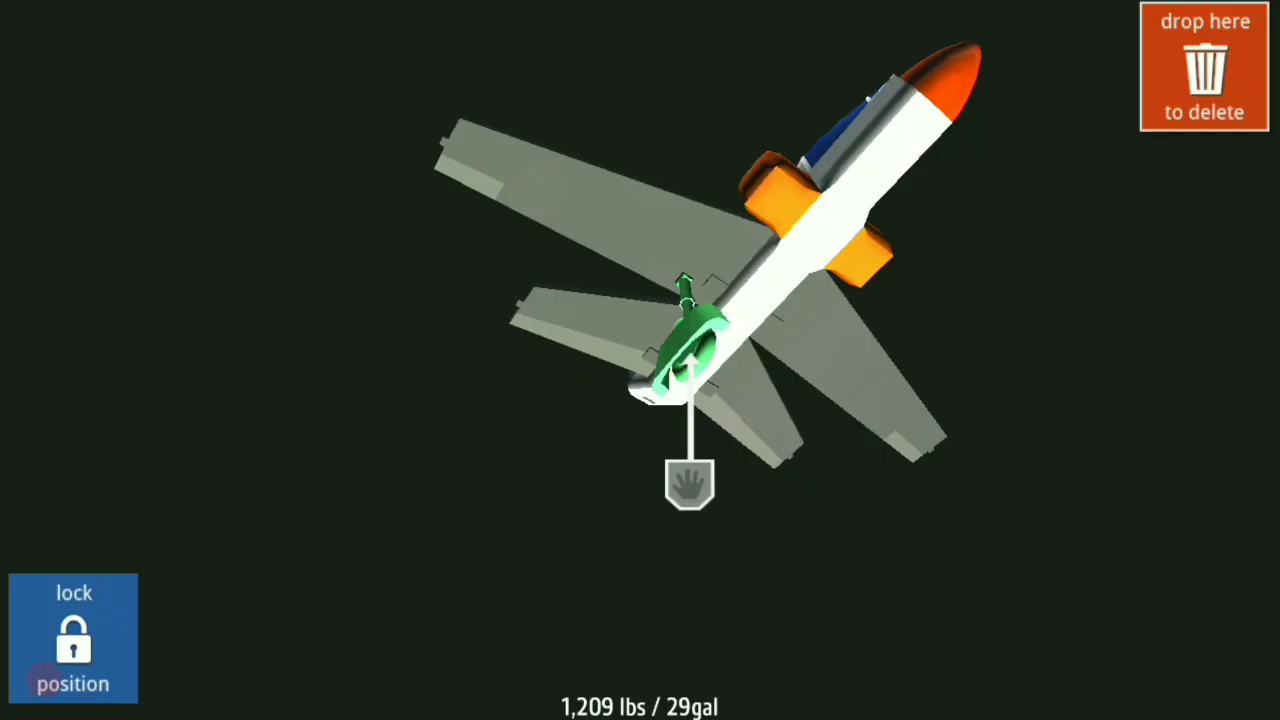 drop here
to delete
lock
position
1,209 lbs / 29gal